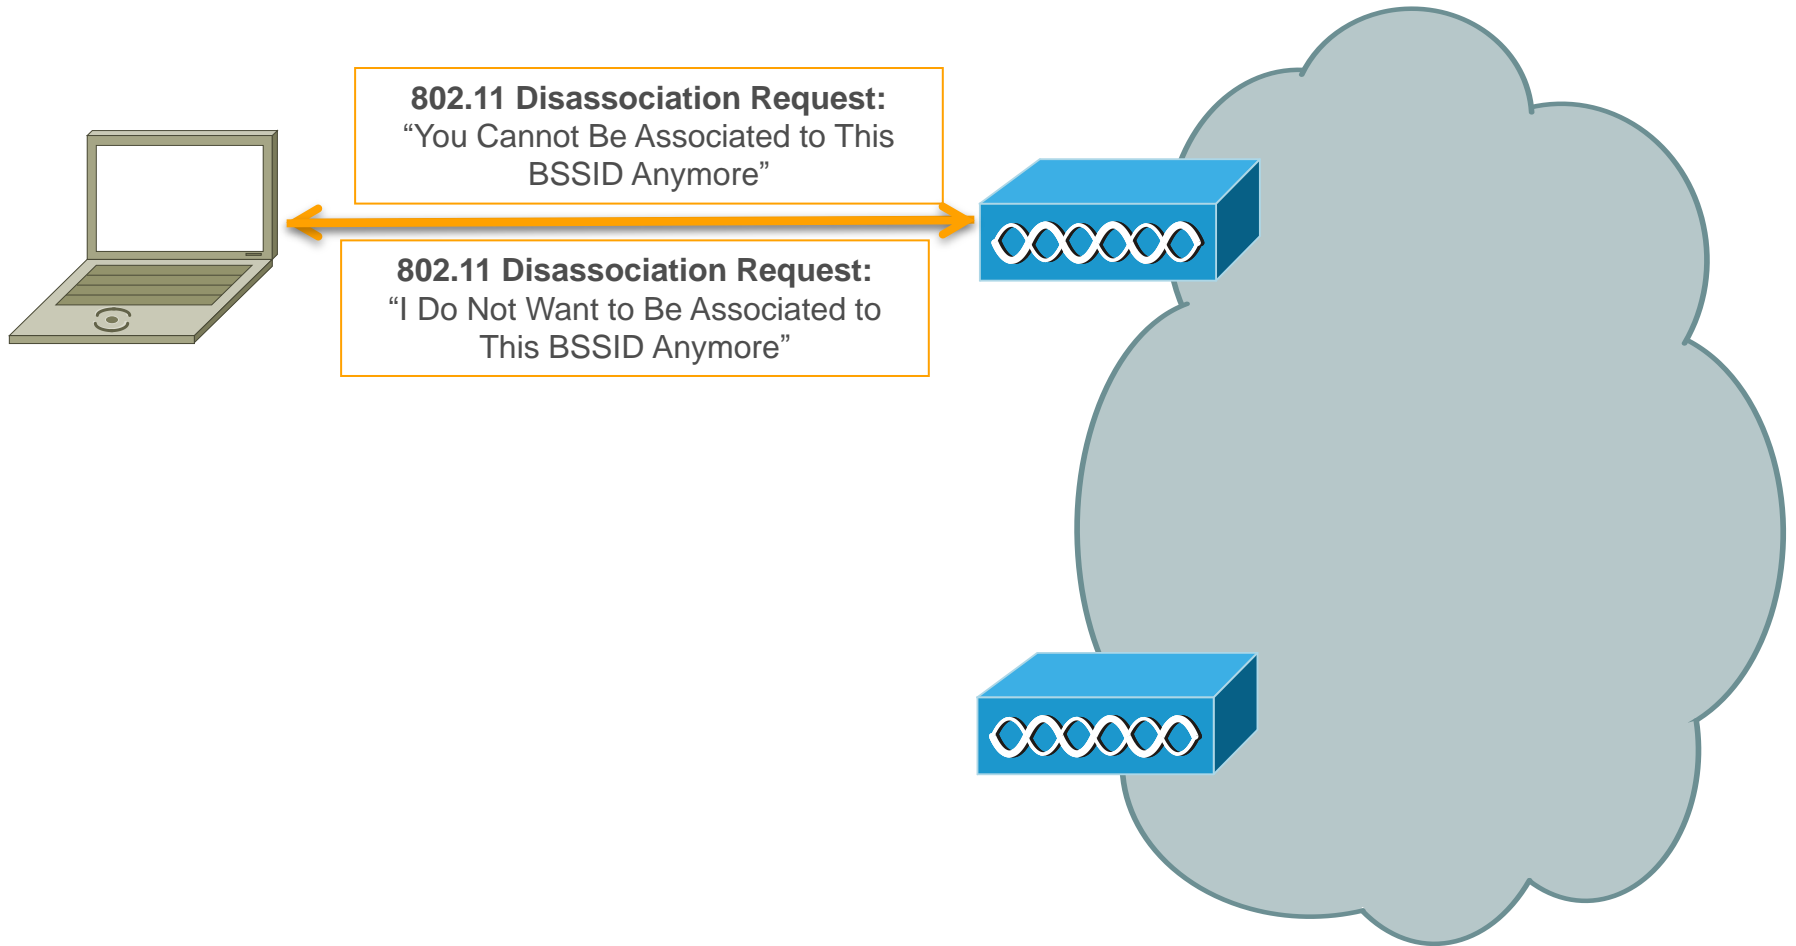 802.11 Disassociation Request:
“You Cannot Be Associated to This
BSSID Anymore”
802.11 Disassociation Request:
“I Do Not Want to Be Associated to
This BSSID Anymore”